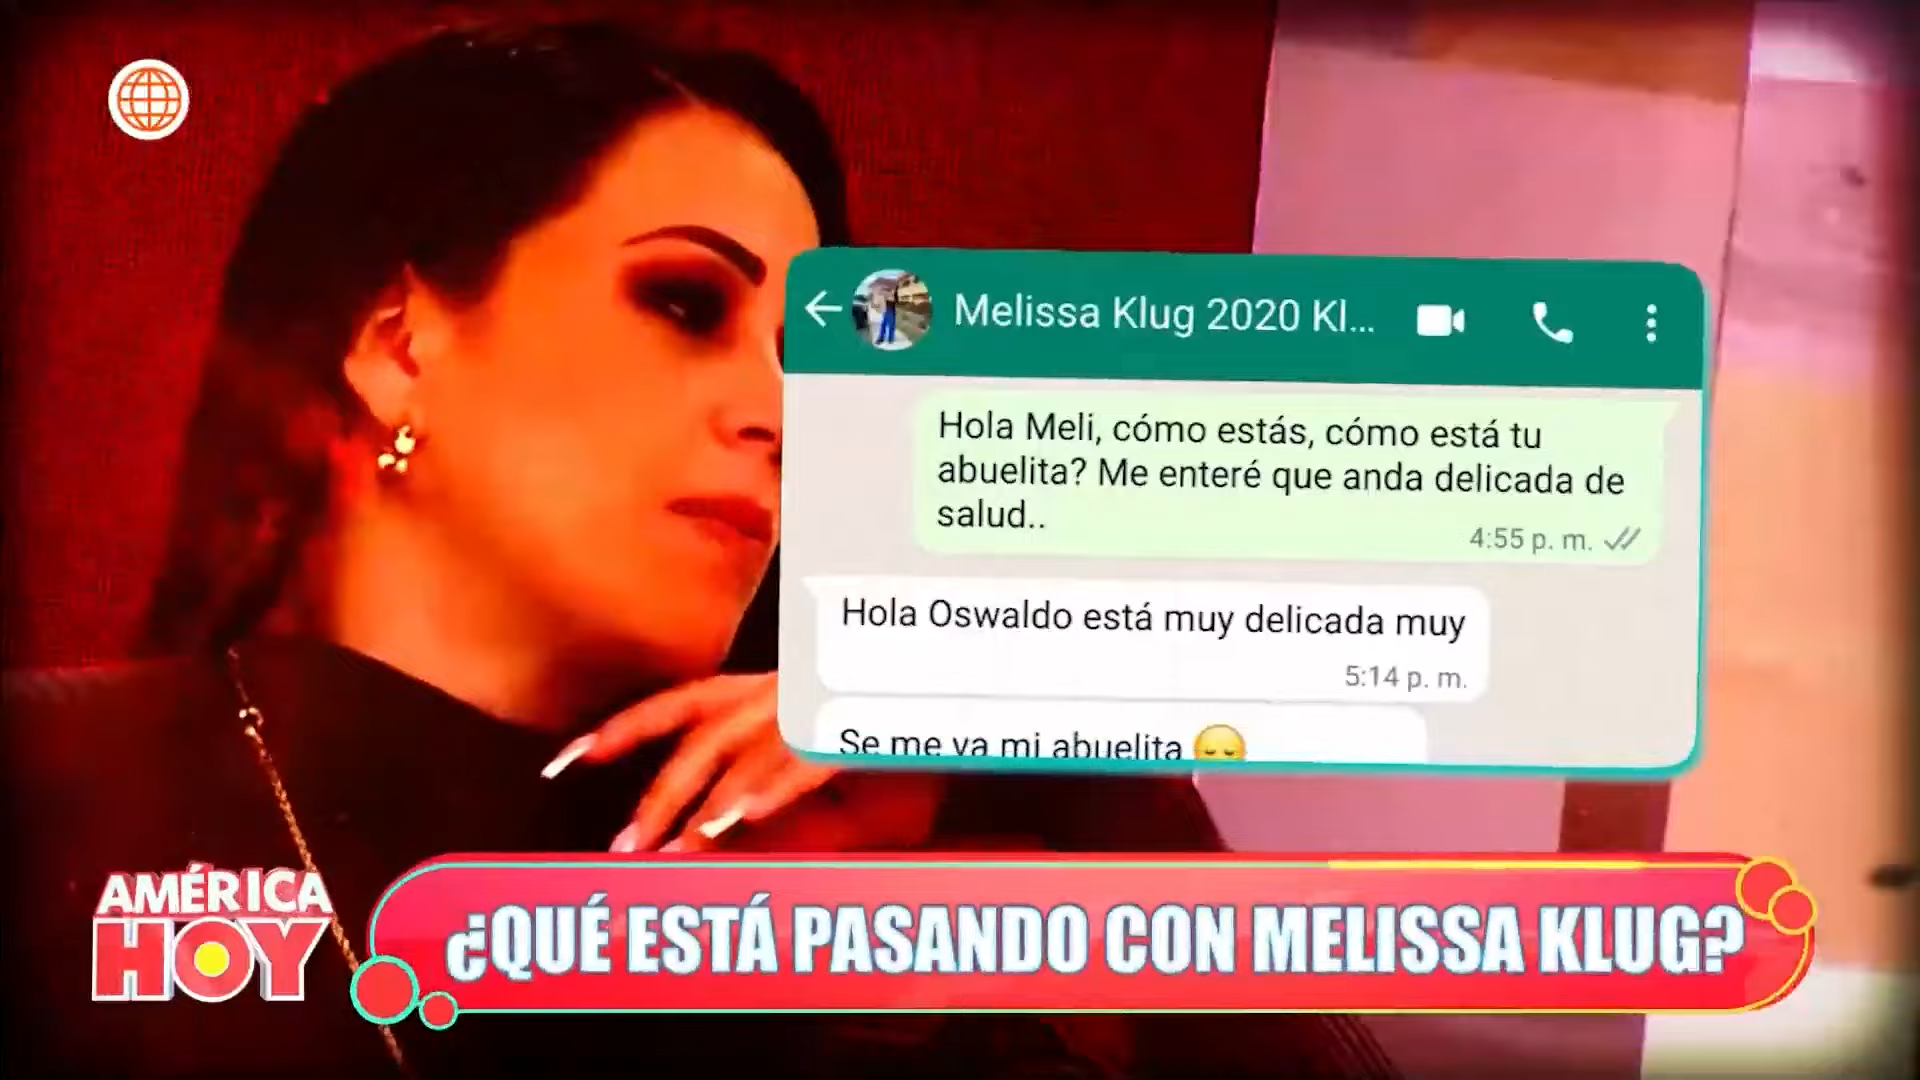 Melissa Klug 2020 Kl...
Hola Meli, cómo estás, cómo está tu
abuelita? Me enteré que anda delicada de
salud..
4:55 p. m.
Hola Oswaldo está muy delicada muy
5:14 p. m.
Se me va mi abuelita
AMÉRICA
HOY
¿QUÉ ESTÁ PASANDO CON MELISSA KLUG?